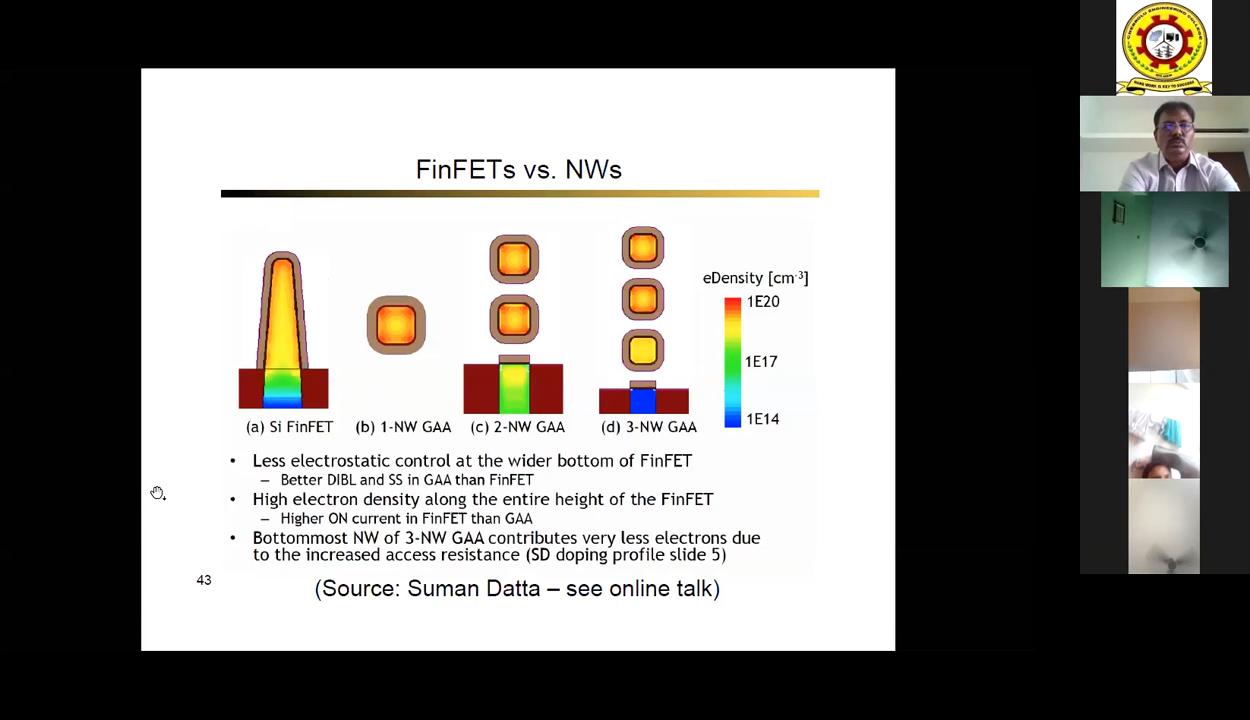 FinFETs vs. NWs
eDensity [cm-3]
1E20
1E17
1E14
(a) Si FinFET
(b) 1-NW GAA
(c) 2-NW GAA
(d) 3-NW GAA
• Less electrostatic control at the wider bottom of FinFET
– Better DIBL and SS in GAA than FinFET
• High electron density along the entire height of the FinFET
– Higher ON current in FinFET than GAA
• Bottommost NW of 3-NW GAA contributes very less electrons due
to the increased access resistance (SD doping profile slide 5)
43
(Source: Suman Datta – see online talk)